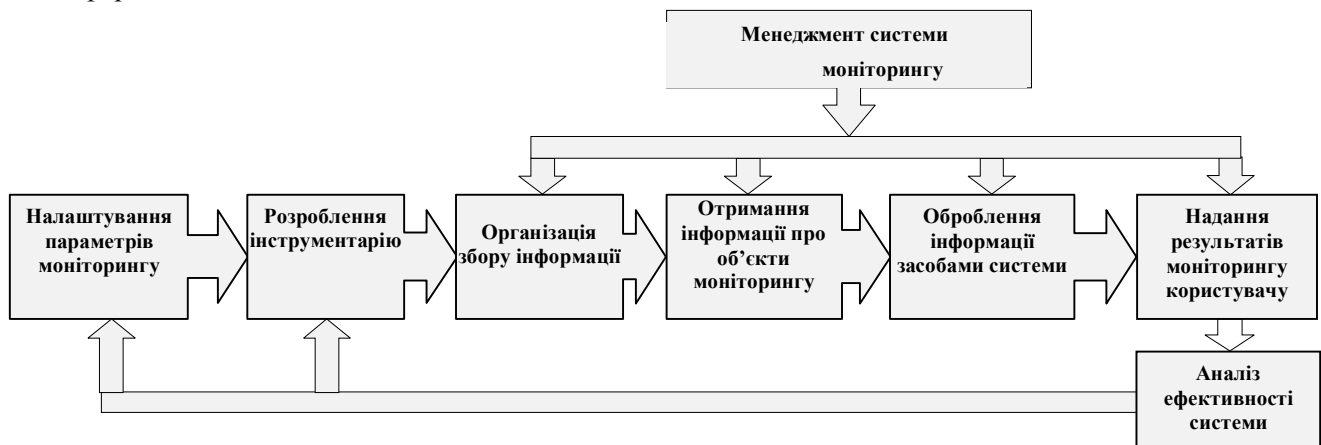 Менеджмент системи
моніторингу
Налаштування
параметрів
моніторингу
Розроблення
інструментарію
Організація
збору інформації
Отримання
інформації про
об’єкти
моніторингу
Оброблення
інформації
засобами системи
Надання
результатів
моніторингу
користувачу
Аналіз
ефективності
системи